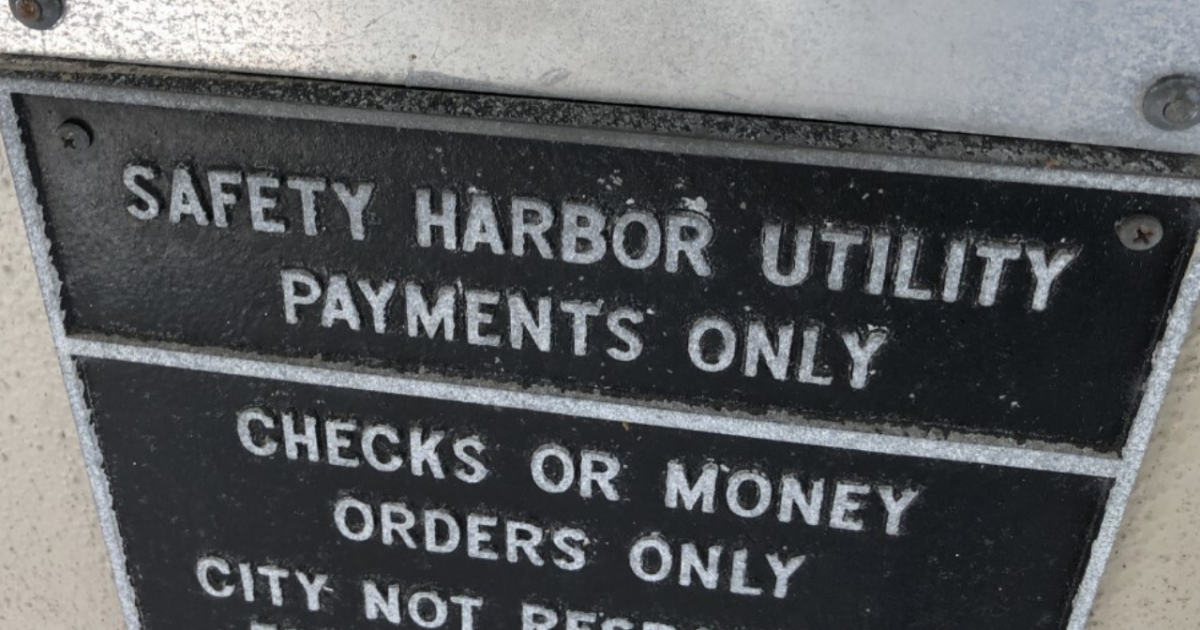 SAFETY HARBOR UTILITY
PAYMENTS ONLY
CHECKS OR MONEY
ORDERS ONLY
CITY NOT